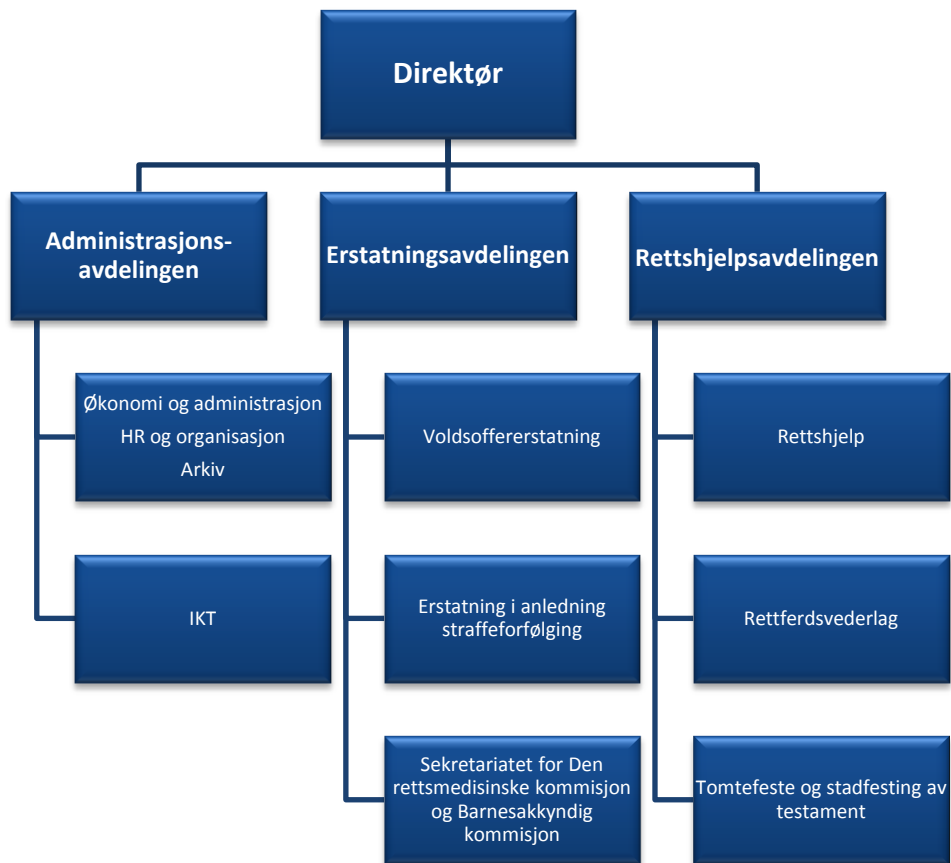 Direktør
Administrasjons-
avdelingen
Erstatningsavdelingen
Rettshjelpsavdelingen
Økonomi og administrasjon
HR og organisasjon
Arkiv
Voldsoffererstatning
Rettshjelp
IKT
Erstatning i anledning
straffeforfølging
Rettferdsvederlag
Sekretariatet for Den
rettsmedisinske kommisjon
og Barnesakkyndig
kommisjon
Tomtefeste og stadfesting av
testament